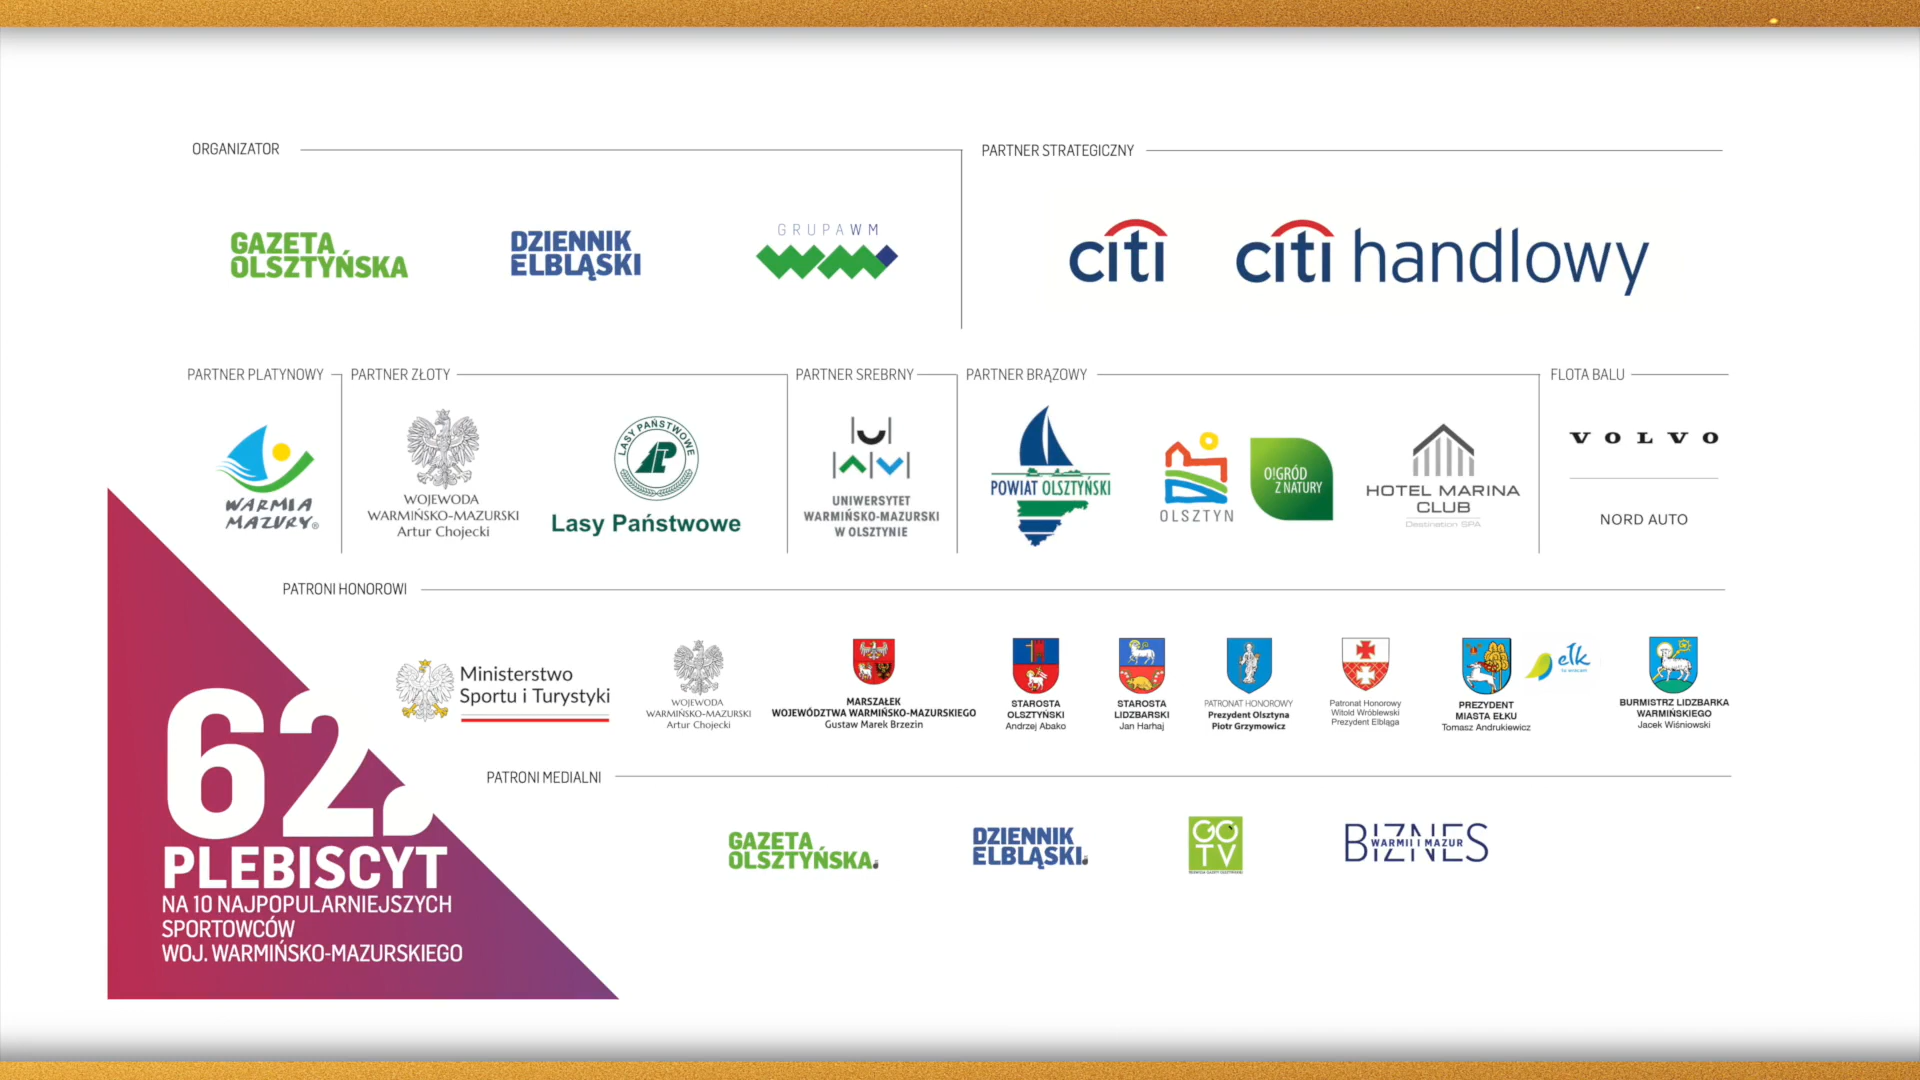 ORGANIZATOR
GAZETA
OLSZTYŃSKA
DZIENNIK
ELBLĄSKI
GRUPA WM
PARTNER STRATEGICZNY
citi
citi handlowy
PARTNER PLATYNOWY
WARMIA
MAZURY®
PARTNER ZŁOTY
WOJEWODA
WARMIŃSKO-MAZURSKI
Artur Chojecki
LASY PAŃSTWOWE
Lasy Państwowe
PARTNER SREBRNY
UNIWERSYTET
WARMIŃSKO-MAZURSKI
W OLSZTYNIE
PARTNER BRĄZOWY
POWIAT OLSZTYŃSKI
OLSZTYN
O!GRÓD
Z NATURY
HOTEL MARINA
CLUB
Destination SPA
FLOTA BALU
VOLVO
NORD AUTO
PATRONI HONOROWI
Ministerstwo
Sportu i Turystyki
WOJEWODA
WARMIŃSKO-MAZURSKI
Artur Chojecki
MARSZAŁEK
WOJEWÓDZTWA WARMIŃSKO-MAZURSKIEGO
Gustaw Marek Brzezin
STAROSTA
OLSZTYŃSKI
Andrzej Abako
STAROSTA
LIDZBARSKI
Jan Harhaj
PATRONAT HONOROWY
Prezydent Olsztyna
Piotr Grzymowicz
Patronat Honorowy
Witold Wróblewski
Prezydent Elbląga
PREZYDENT
MIASTA EŁKU
Tomasz Andrukiewicz
ełk
BURMISTRZ LIDZBARKA
WARMIŃSKIEGO
Jacek Wiśniowski
PATRONI MEDIALNI
GAZETA
OLSZTYŃSKA
DZIENNIK
ELBLĄSKI
GO
TV
BIZNES
WARMII I MAZUR
62.
PLEBISCYT
NA 10 NAJPOPULARNIEJSZYCH
SPORTOWCÓW
WOJ. WARMIŃSKO-MAZURSKIEGO